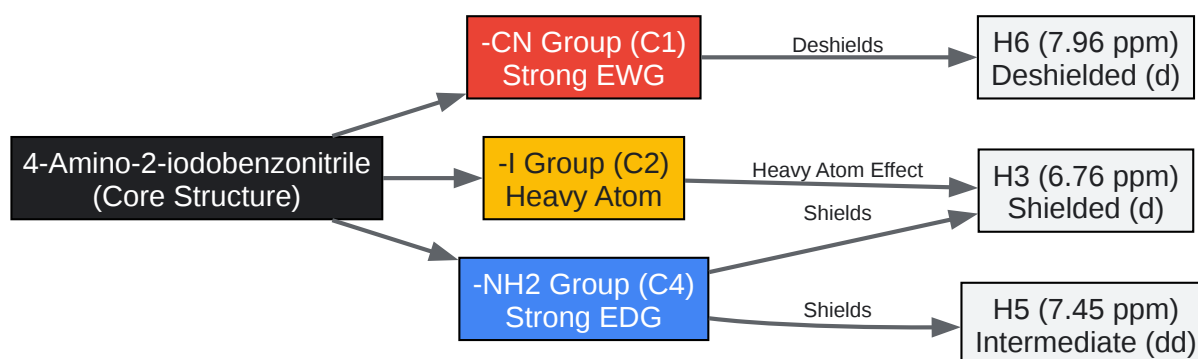 -CN Group (C1)
Strong EWG
Deshields
H6 (7.96 ppm)
Deshielded (d)
4-Amino-2-iodobenzonitrile
(Core Structure)
-I Group (C2)
Heavy Atom
Heavy Atom Effect
H3 (6.76 ppm)
Shielded (d)
Shields
-NH2 Group (C4)
Strong EDG
Shields
H5 (7.45 ppm)
Intermediate (dd)